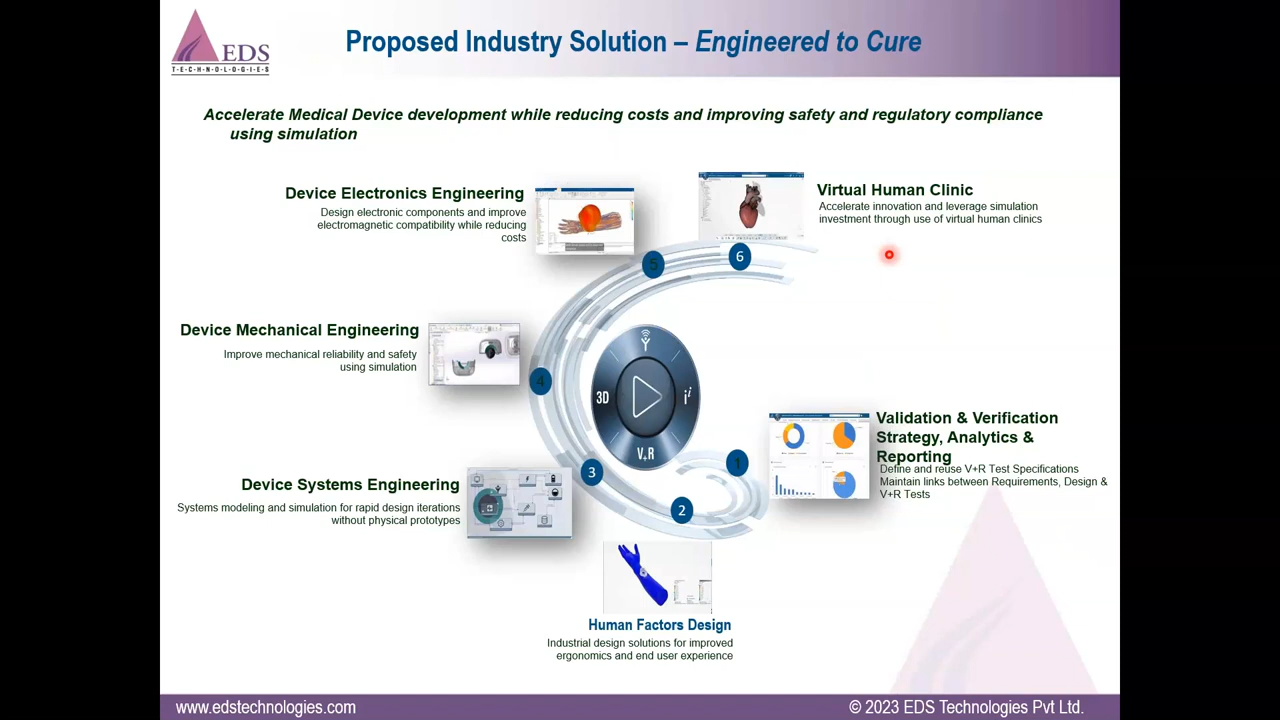 EDS
T-E-C-H-N-O-L-O-G-I-E-S
Proposed Industry Solution – Engineered to Cure
Accelerate Medical Device development while reducing costs and improving safety and regulatory compliance
using simulation
Device Electronics Engineering
Design electronic components and improve
electromagnetic compatibility while reducing
costs
Virtual Human Clinic
Accelerate innovation and leverage simulation
investment through use of virtual human clinics
5
6
Device Mechanical Engineering
Improve mechanical reliability and safety
using simulation
4
3D
i²
V+R
Validation & Verification
Strategy, Analytics &
Reporting
Define and reuse V+R Test Specifications
Maintain links between Requirements, Design &
V+R Tests
1
3
2
Device Systems Engineering
Systems modeling and simulation for rapid design iterations
without physical prototypes
Human Factors Design
Industrial design solutions for improved
ergonomics and end user experience
www.edstechnologies.com
© 2023 EDS Technologies Pvt Ltd.